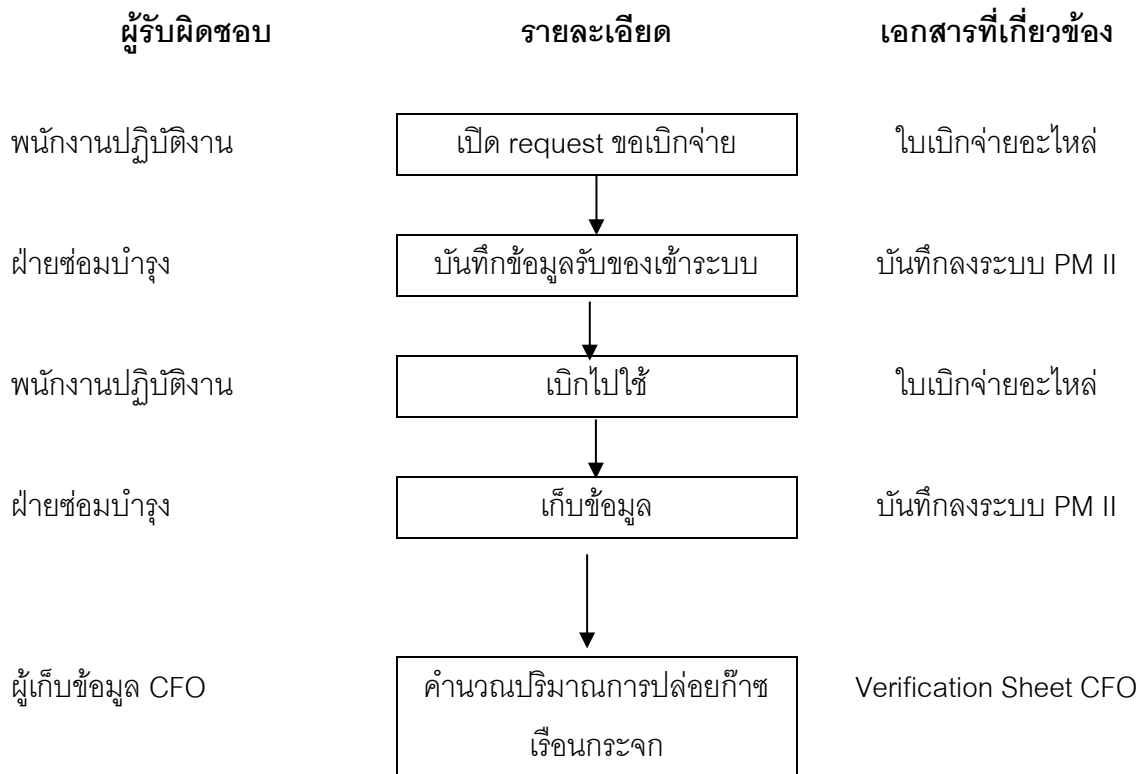 ผู้รับผิดชอบ รายละเอียด เอกสารที่เกี่ยวข้อง
พนักงานปฏิบัติงาน เปิด request ขอเบิกจ่าย ใบเบิกจ่ายอะไหล่
ฝ่ายซ่อมบำรุง บันทึกข้อมูลรับของเข้าระบบ บันทึกลงระบบ PM II
พนักงานปฏิบัติงาน เบิกไปใช้ ใบเบิกจ่ายอะไหล่
ฝ่ายซ่อมบำรุง เก็บข้อมูล บันทึกลงระบบ PM II
ผู้เก็บข้อมูล CFO คำนวณปริมาณการปล่อยก๊าซ Verification Sheet CFO
เรือนกระจก